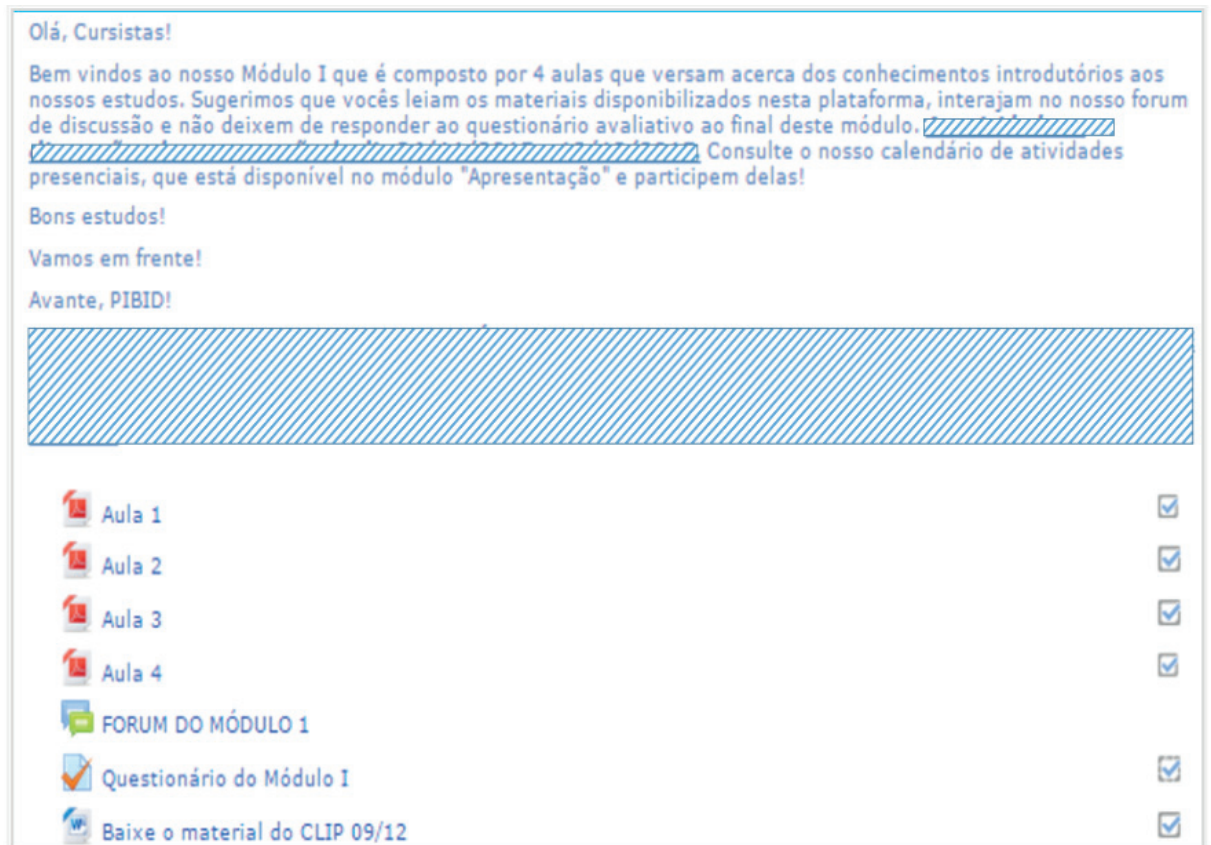 Olá, Cursistas!
Bem vindos ao nosso Módulo I que é composto por 4 aulas que versam acerca dos conhecimentos introdutórios aos
nossos estudos. Sugerimos que vocês leiam os materiais disponibilizados nesta plataforma, interajam no nosso forum
de discussão e não deixem de responder ao questionário avaliativo ao final deste módulo.
Consulte o nosso calendário de atividades
presenciais, que está disponível no módulo "Apresentação" e participem delas!
Bons estudos!
Vamos em frente!
Avante, PIBID!
Aula 1
Aula 2
Aula 3
Aula 4
FORUM DO MÓDULO 1
Questionário do Módulo I
Baixe o material do CLIP 09/12